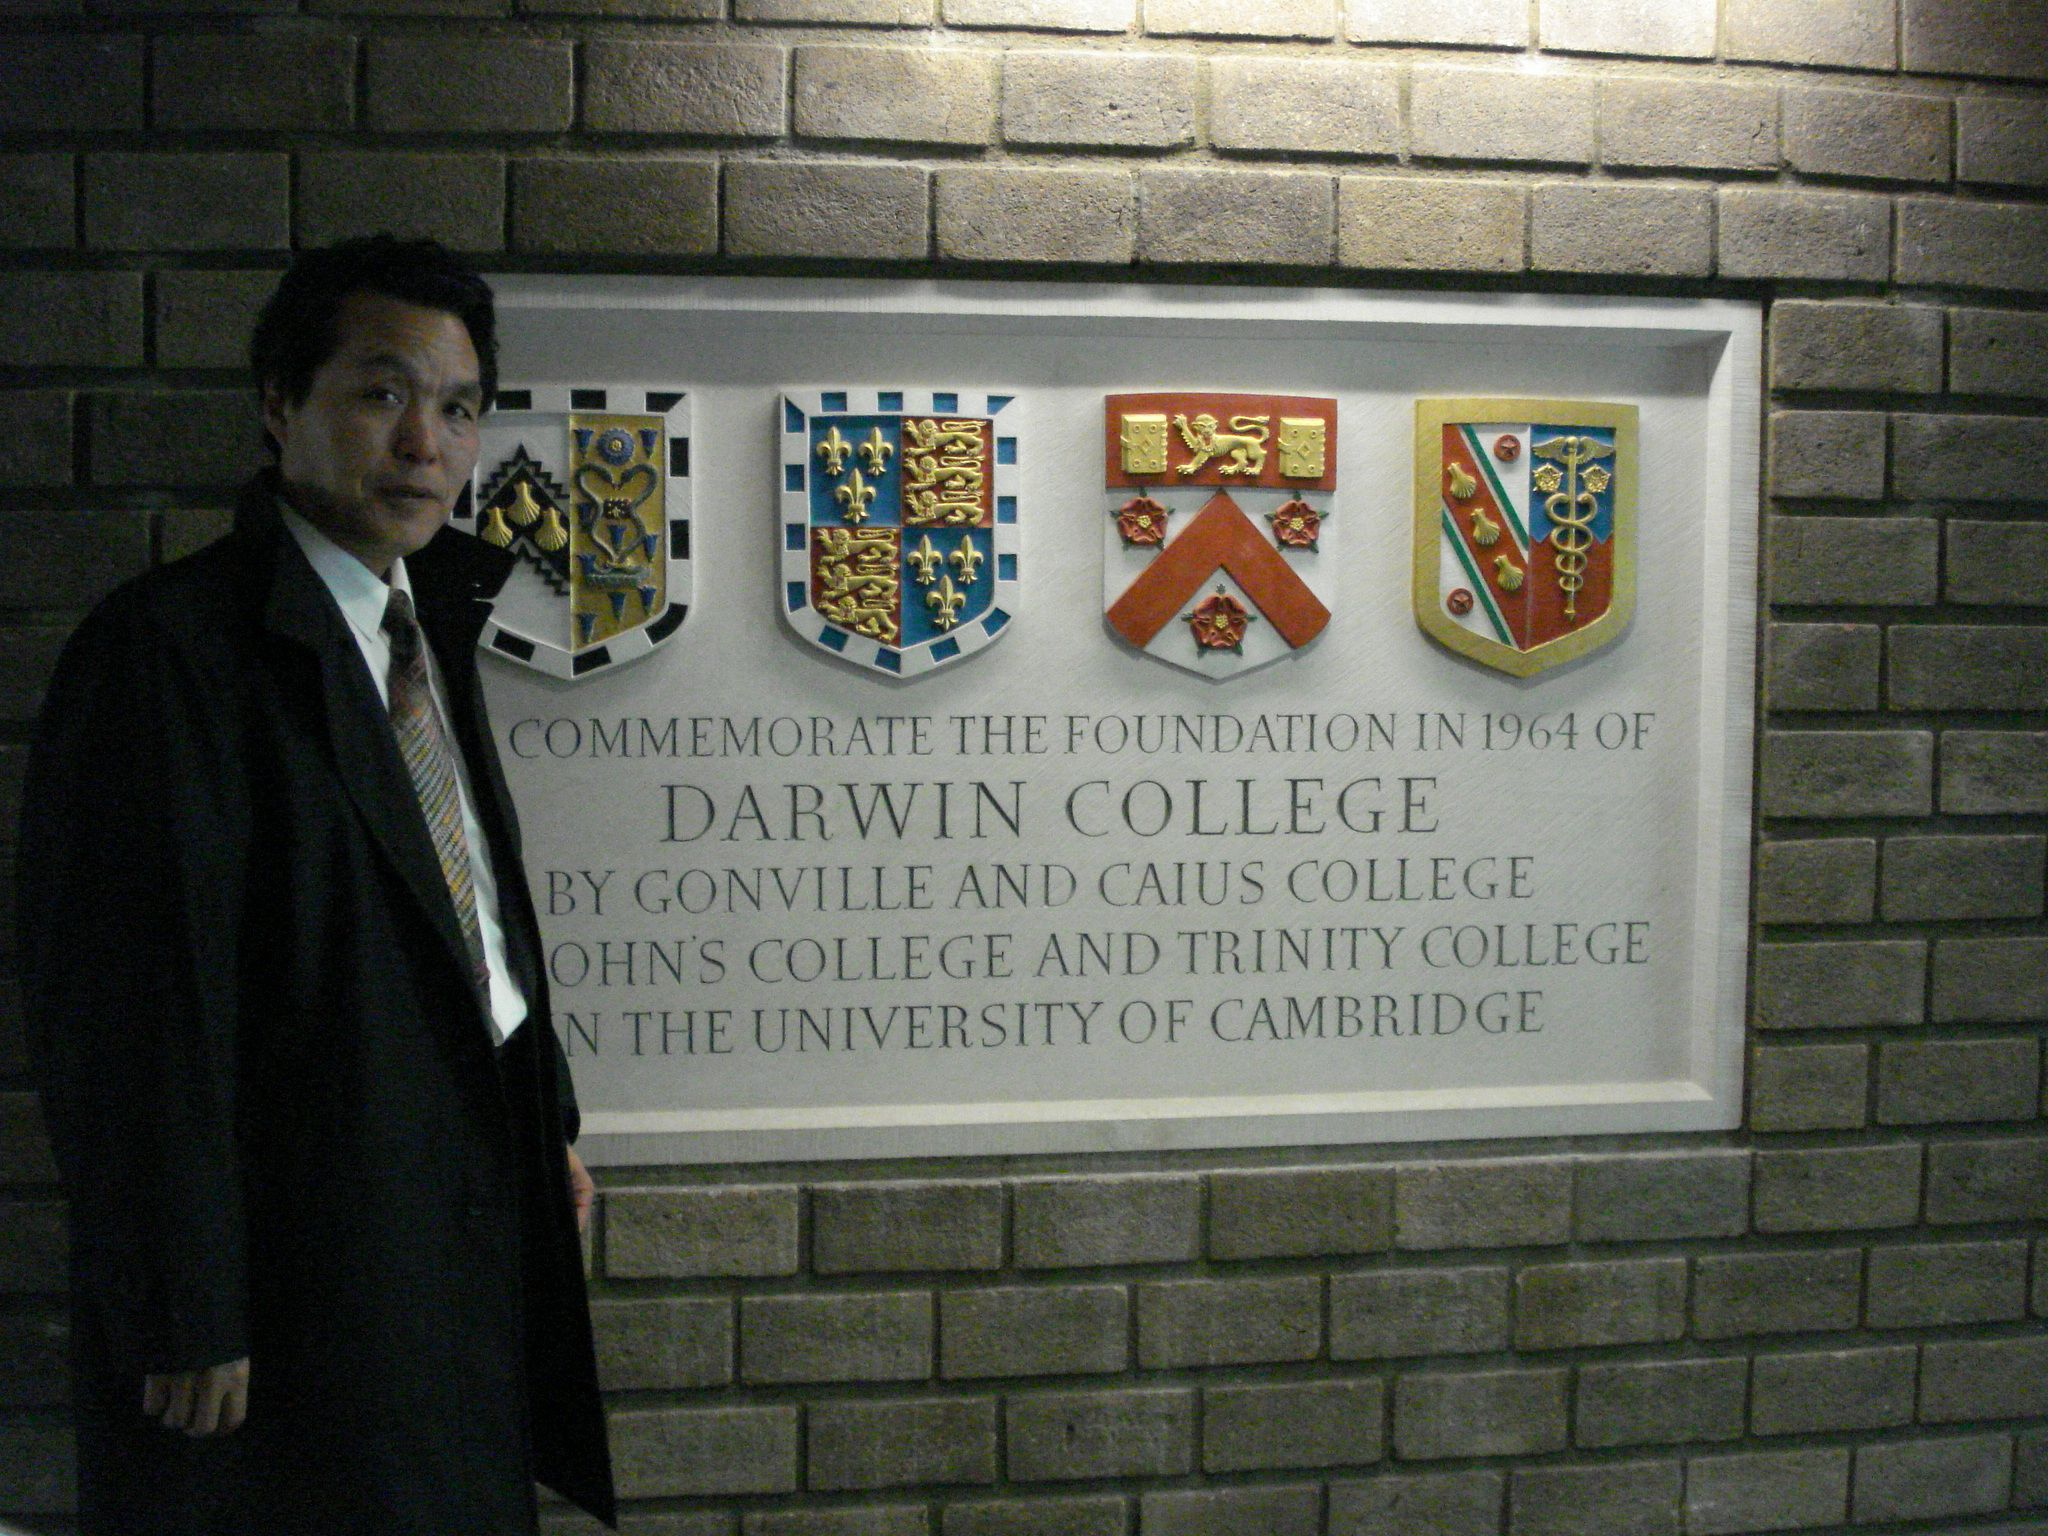 COMMEMORATE THE FOUNDATION IN 1964 OF
DARWIN COLLEGE
BY GONVILLE AND CAIUS COLLEGE
OHN'S COLLEGE AND TRINITY COLLEGE
N THE UNIVERSITY OF CAMBRIDGE